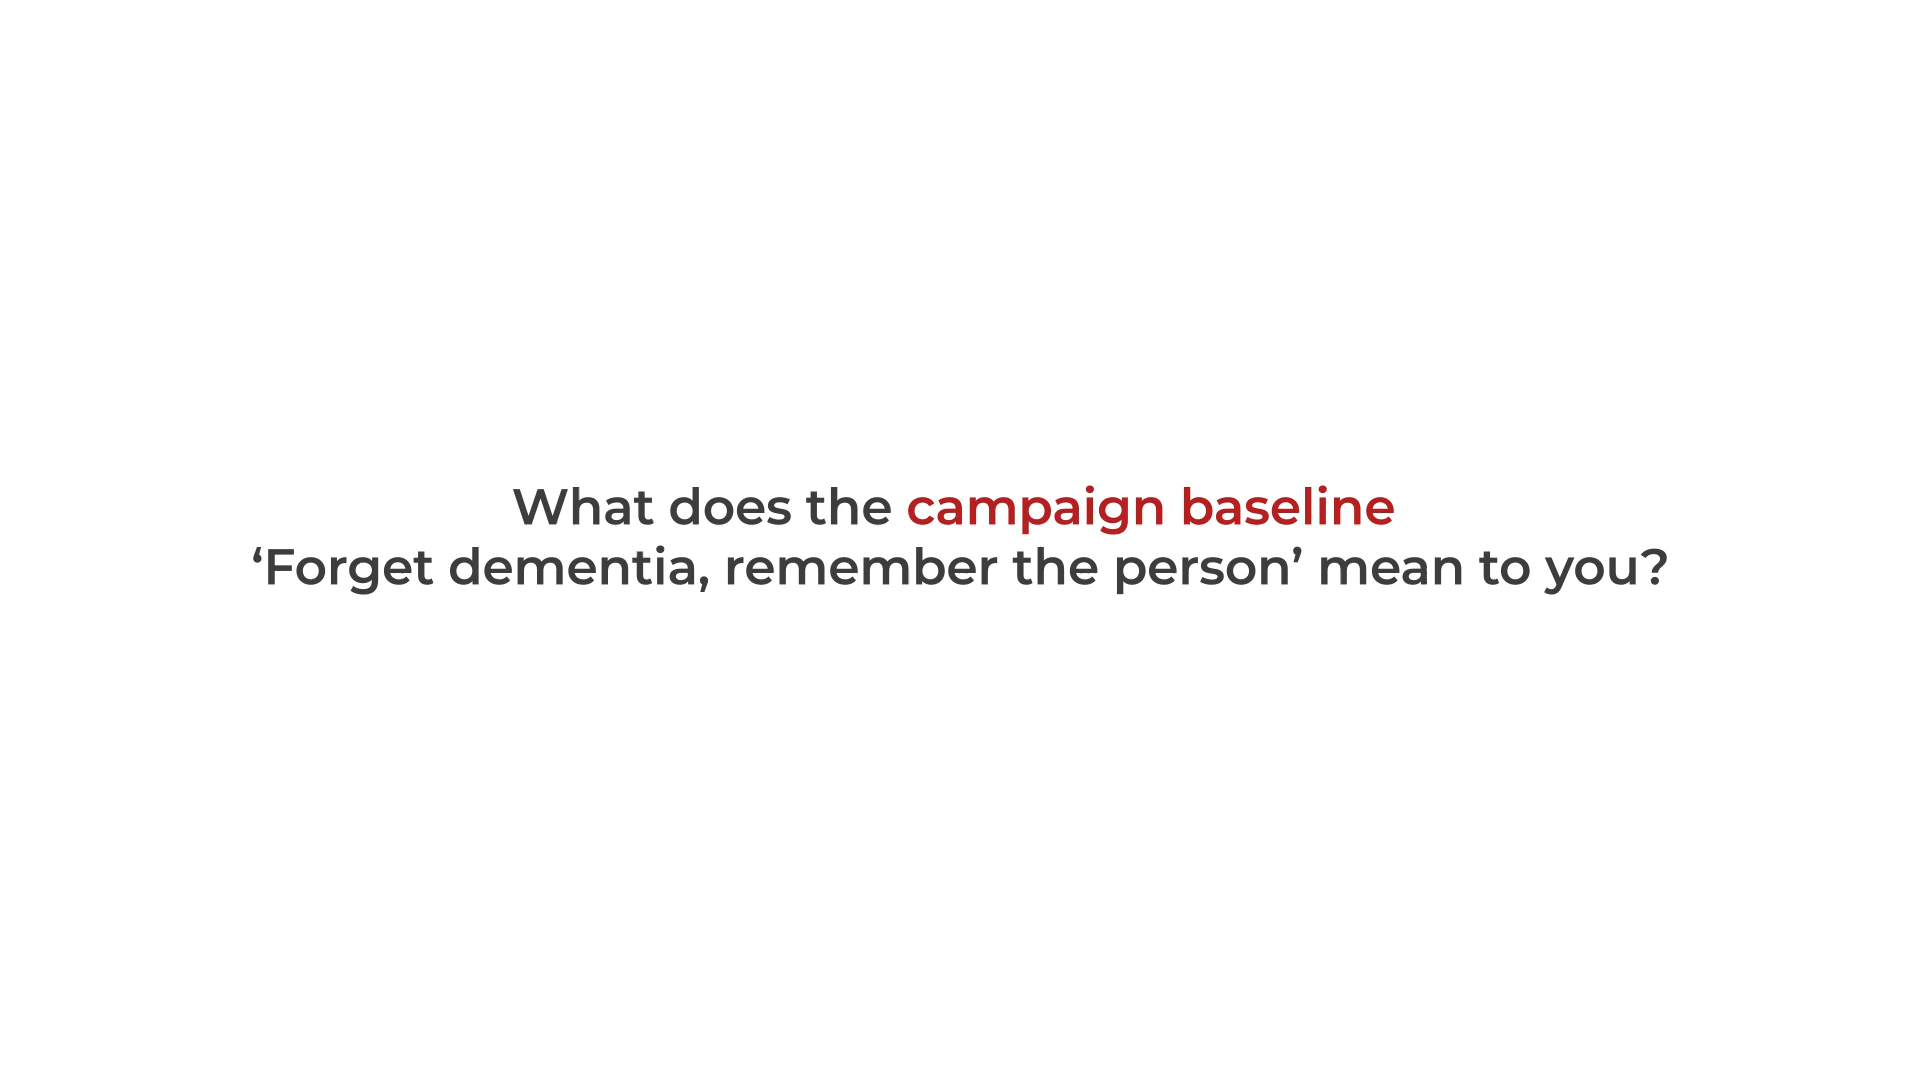 What does the campaign baseline
‘Forget dementia, remember the person’ mean to you?